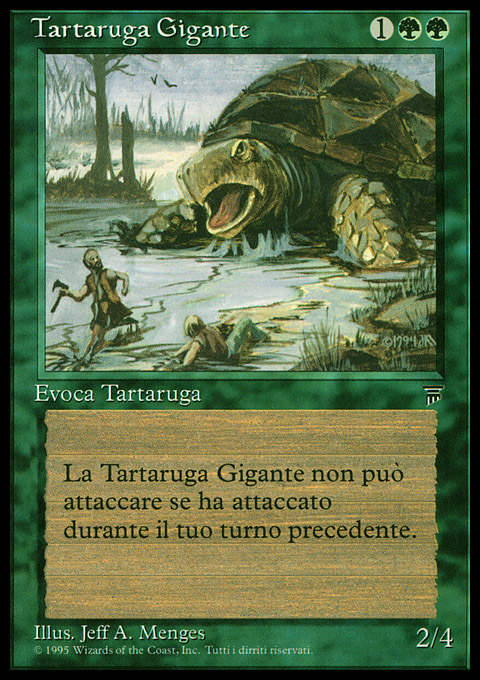 Tartaruga Gigante 1
Evoca Tartaruga
La Tartaruga Gigante non può
attaccare se ha attaccato
durante il tuo turno precedente.
Illus. Jeff A. Menges
2/4
© 1995 Wizards of the Coast, Inc. Tutti i dirriti riservati.